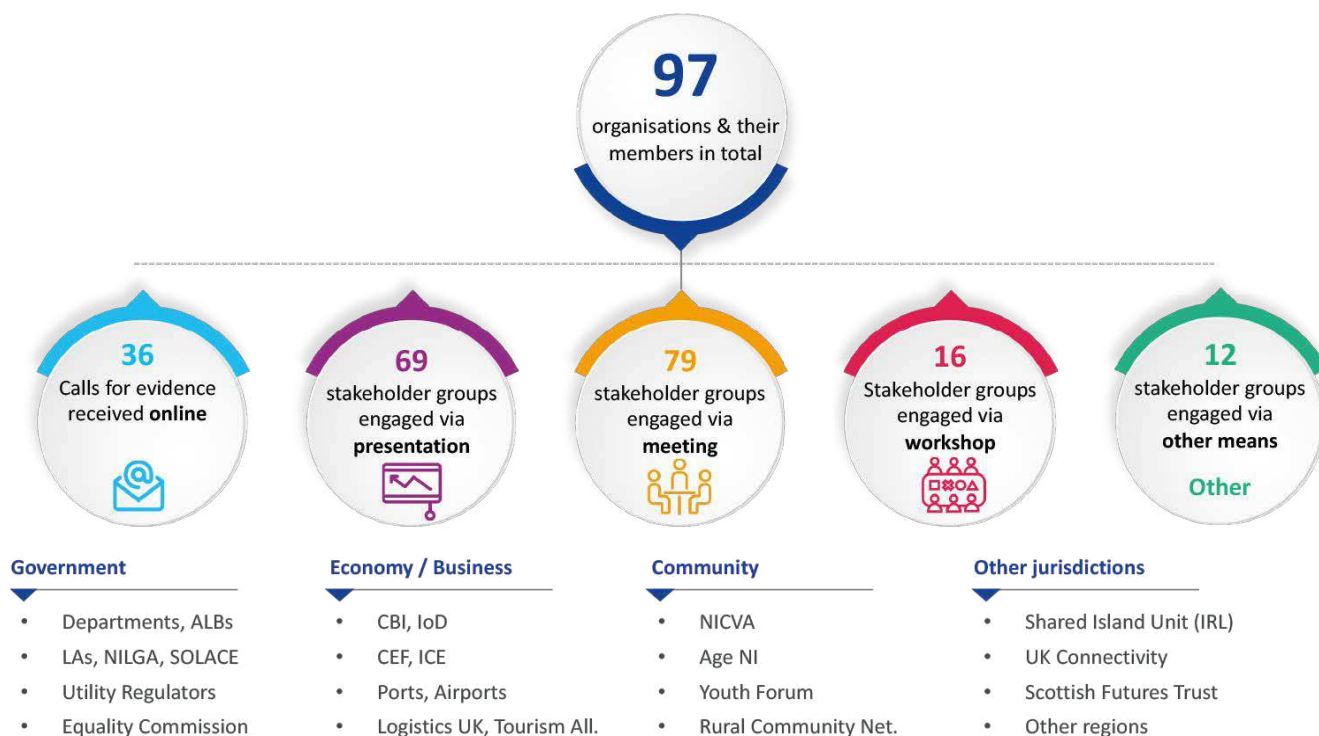 97
organisations & their
members in total
36
Calls for evidence
received online
69
stakeholder groups
engaged via
presentation
79
stakeholder groups
engaged via
meeting
16
Stakeholder groups
engaged via
workshop
12
stakeholder groups
engaged via
other means
Other
Government
• Departments, ALBs
• LAs, NILGA, SOLACE
• Utility Regulators
• Equality Commission
Economy / Business
• CBI, IoD
• CEF, ICE
• Ports, Airports
• Logistics UK, Tourism All.
Community
• NICVA
• Age NI
• Youth Forum
• Rural Community Net.
Other jurisdictions
• Shared Island Unit (IRL)
• UK Connectivity
• Scottish Futures Trust
• Other regions